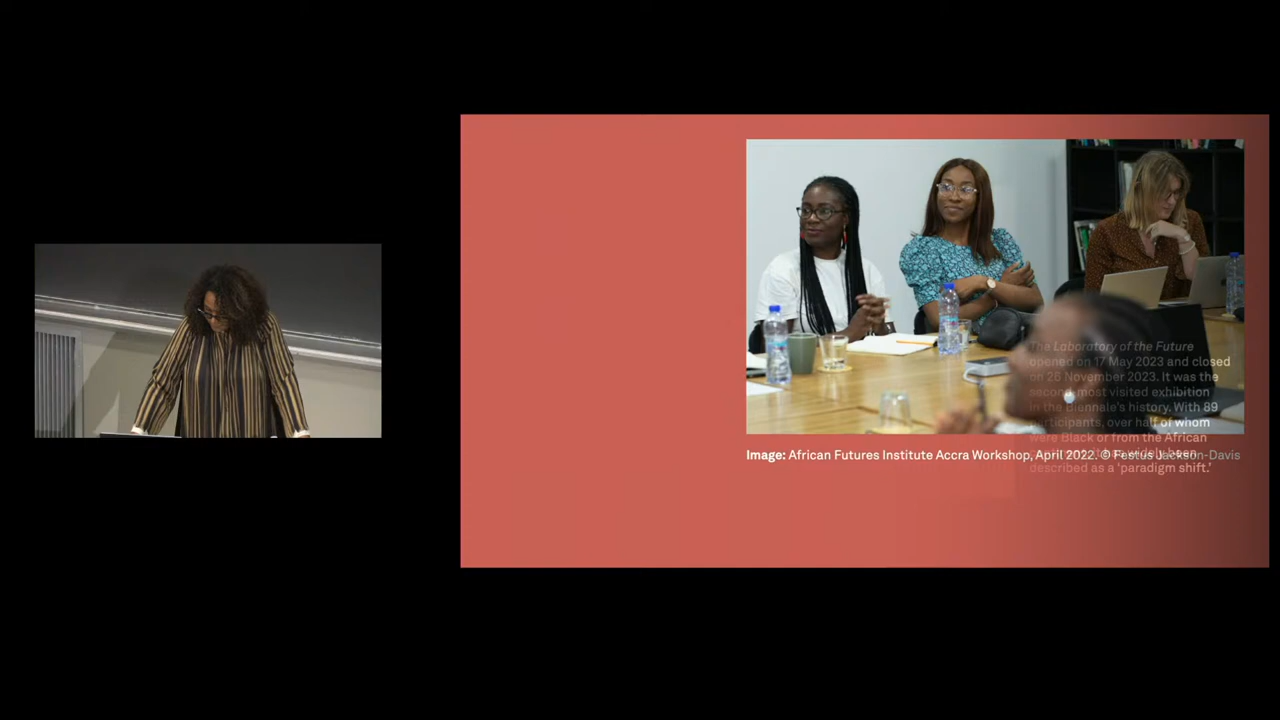 The Laboratory of the Future
opened on 17 May 2023 and closed
on 26 November 2023. It was the
second most visited exhibition
in the Biennale's history. With 89
participants, over half of whom
were Black or from the African
widely been
Image: African Futures Institute Accra Workshop, April 2022. © Festus Jackson-Davis
described as a 'paradigm shift.'